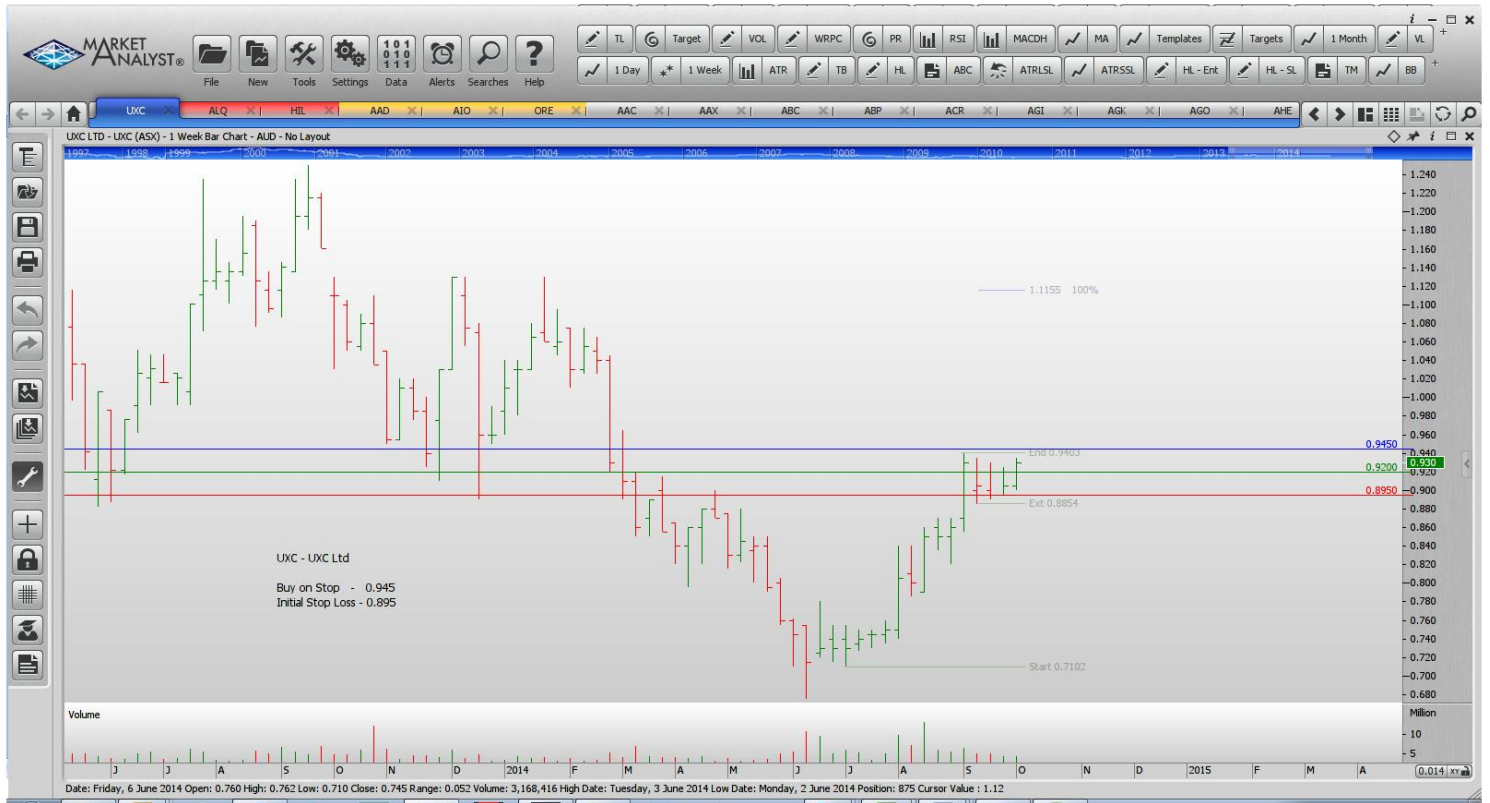 i
MARKET ANALYST®
File New Tools Settings Data Alerts Searches Help
101
010
111
TL Target VOL WRPC PR RSI MACDH MA Templates Targets 1 Month VL +
1 Day 1 Week ATR TB HL ABC ATRLSL ATRSSL HL - Ent HL - SL TM BB +
UXC ALQ HIL AAD AIO ORE AAC AAX ABC ABP ACR AGI AGK AGO AHE
UXC LTD - UXC (ASX) - 1 Week Bar Chart - AUD - No Layout
i
1997 1998 1999 2000 2001 2002 2003 2004 2005 2006 2007 2008 2009 2010 2011 2012 2013 2014
1.240
1.220
1.200
1.180
1.160
1.140
1.120
1.1155 100%
1.100
1.080
1.060
1.040
1.020
1.000
0.980
0.960
0.9450
0.940
End 0.9403
0.930
0.9200
0.920
0.8950
0.900
Ext 0.8854
0.880
0.860
0.840
0.820
0.800
0.780
0.760
0.740
0.720
0.700
0.680
UXC - UXC Ltd
Buy on Stop - 0.945
Initial Stop Loss - 0.895
Start 0.7102
Volume
Million
10
5
J J A S O N D 2014 F M A M J J A S O N D 2015 F M A
0.014 XY
Date: Friday, 6 June 2014 Open: 0.760 High: 0.762 Low: 0.710 Close: 0.745 Range: 0.052 Volume: 3,168,416 High Date: Tuesday, 3 June 2014 Low Date: Monday, 2 June 2014 Position: 875 Cursor Value : 1.12